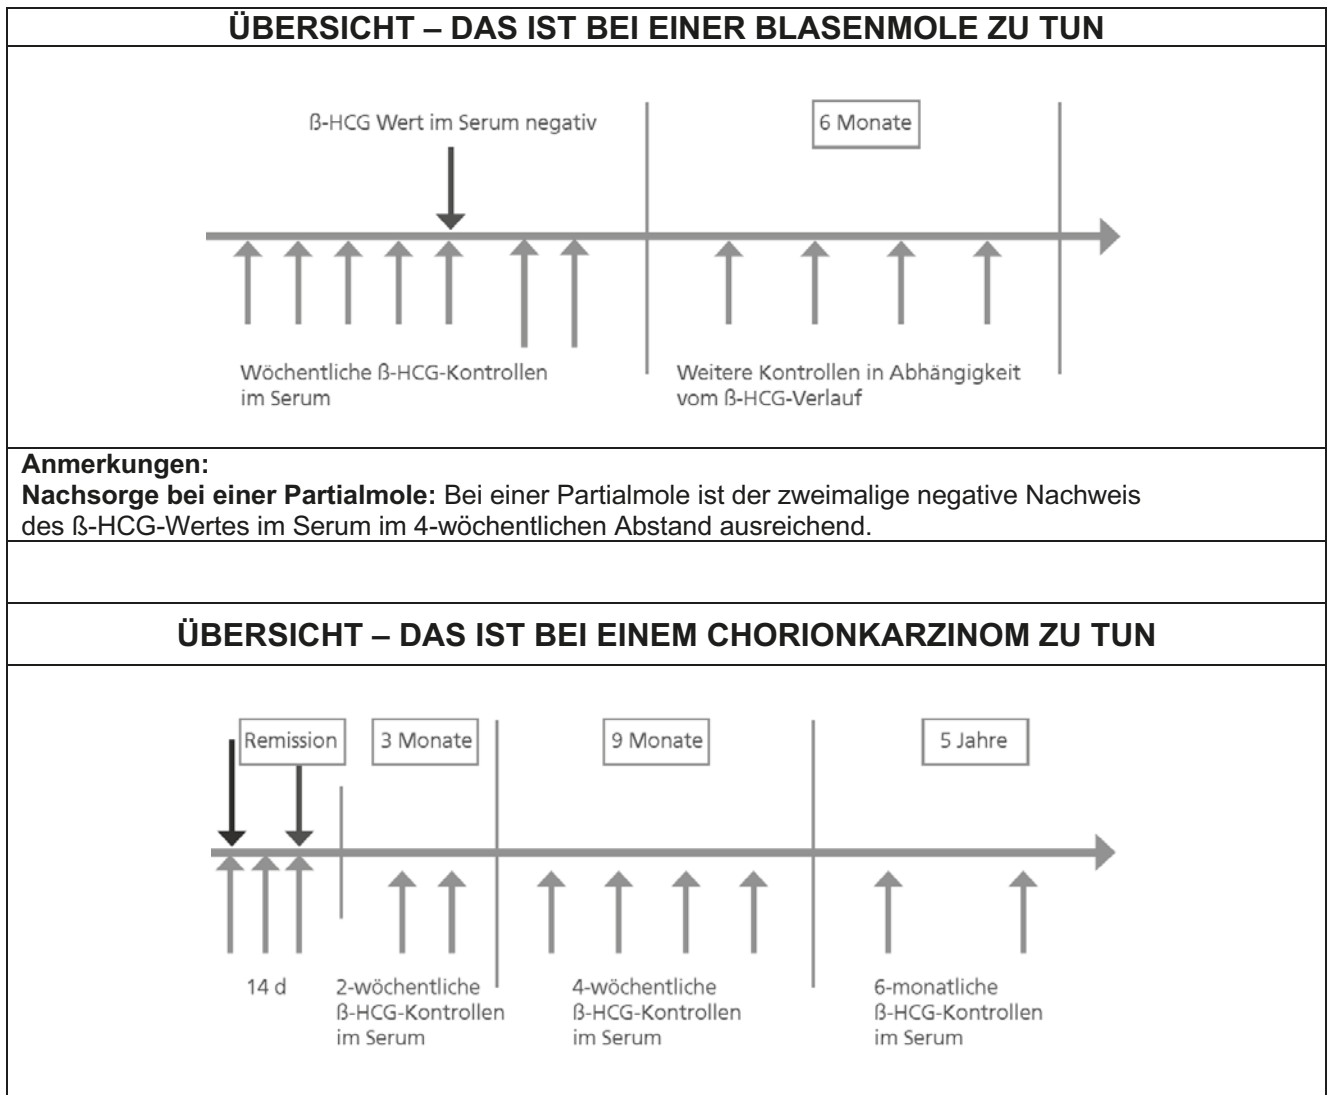 ÜBERSICHT – DAS IST BEI EINER BLASENMOLE ZU TUN
ß-HCG Wert im Serum negativ
6 Monate
Wöchentliche ß-HCG-Kontrollen
im Serum
Weitere Kontrollen in Abhängigkeit
vom ß-HCG-Verlauf
Anmerkungen:
Nachsorge bei einer Partialmole: Bei einer Partialmole ist der zweimalige negative Nachweis
des ß-HCG-Wertes im Serum im 4-wöchentlichen Abstand ausreichend.
ÜBERSICHT – DAS IST BEI EINEM CHORIONKARZINOM ZU TUN
Remission
3 Monate
9 Monate
5 Jahre
14 d
2-wöchentliche
ß-HCG-Kontrollen
im Serum
4-wöchentliche
ß-HCG-Kontrollen
im Serum
6-monatliche
ß-HCG-Kontrollen
im Serum